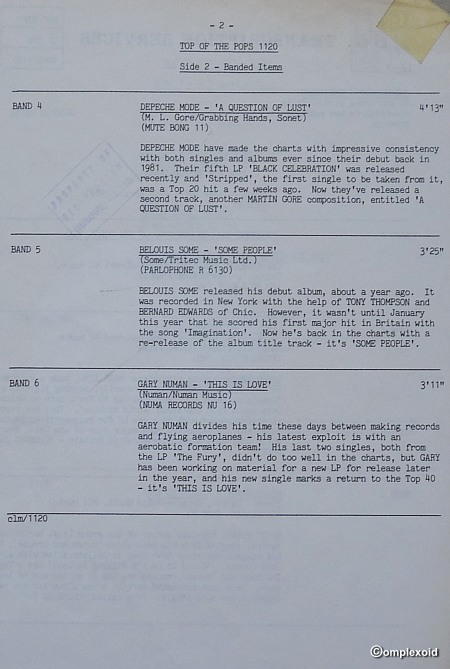 - 2 -
TOP OF THE POPS 1120
Side 2 - Banded Items
BAND 4 DEPECHE MODE - 'A QUESTION OF LUST' 4'13"
(M. L. Gore/Grabbing Hands, Sonet)
(MUTE BONG 11)
DEPECHE MODE have made the charts with impressive consistency
with both singles and albums ever since their debut back in
1981. Their fifth LP 'BLACK CELEBRATION' was released
recently and 'Stripped', the first single to be taken from it,
was a Top 20 hit a few weeks ago. Now they've released a
second track, another MARTIN GORE composition, entitled 'A
QUESTION OF LUST'.
BAND 5 BELOUIS SOME - 'SOME PEOPLE' 3'25"
(Some/Tritec Music Ltd.)
(PARLOPHONE R 6130)
BELOUIS SOME released his debut album, about a year ago. It
was recorded in New York with the help of TONY THOMPSON and
BERNARD EDWARDS of Chic. However, it wasn't until January
this year that he scored his first major hit in Britain with
the song 'Imagination'. Now he's back in the charts with a
re-release of the album title track - it's 'SOME PEOPLE'.
BAND 6 GARY NUMAN - 'THIS IS LOVE' 3'11"
(Numan/Numan Music)
(NUMA RECORDS NU 16)
GARY NUMAN divides his time these days between making records
and flying aeroplanes - his latest exploit is with an
aerobatic formation team! His last two singles, both from
the LP 'The Fury', didn't do too well in the charts, but GARY
has been working on material for a new LP for release later
in the year, and his new single marks a return to the Top 40
- it's 'THIS IS LOVE'.
clm/1120
©omplexoid